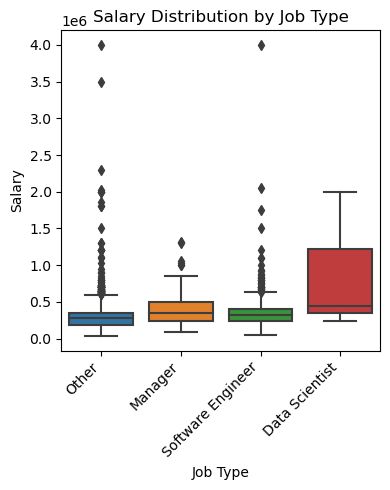 Salary Distribution by Job Type
1e6
4.0
3.5
3.0
2.5
2.0
1.5
1.0
0.5
0.0
Salary
Other
Manager
Software Engineer
Data Scientist
Job Type